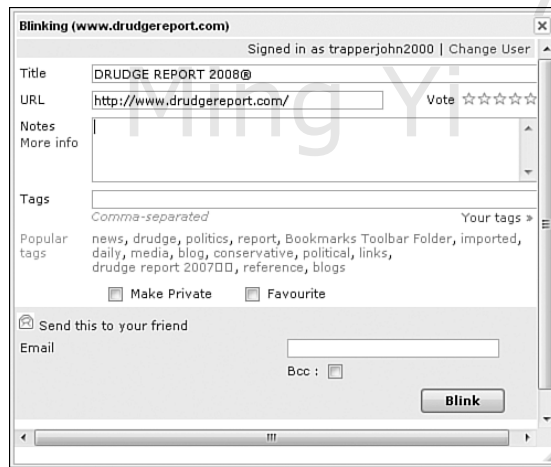 Blinking (www.drudgereport.com)
Signed in as trapperjohn2000 | Change User
Title DRUDGE REPORT 2008®
URL http://www.drudgereport.com/ Vote
Notes
More info
Ming Yi
Tags
Comma-separated Your tags »
Popular tags news, drudge, politics, report, Bookmarks Toolbar Folder, imported,
daily, media, blog, conservative, political, links,
drudge report 2007□□, reference, blogs
Make Private Favourite
Send this to your friend
Email
Bcc :
Blink